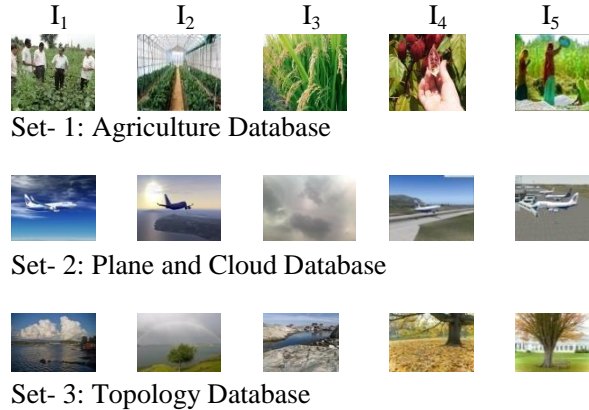 I₁ I₂ I₃ I₄ I₅
Set- 1: Agriculture Database
Set- 2: Plane and Cloud Database
Set- 3: Topology Database